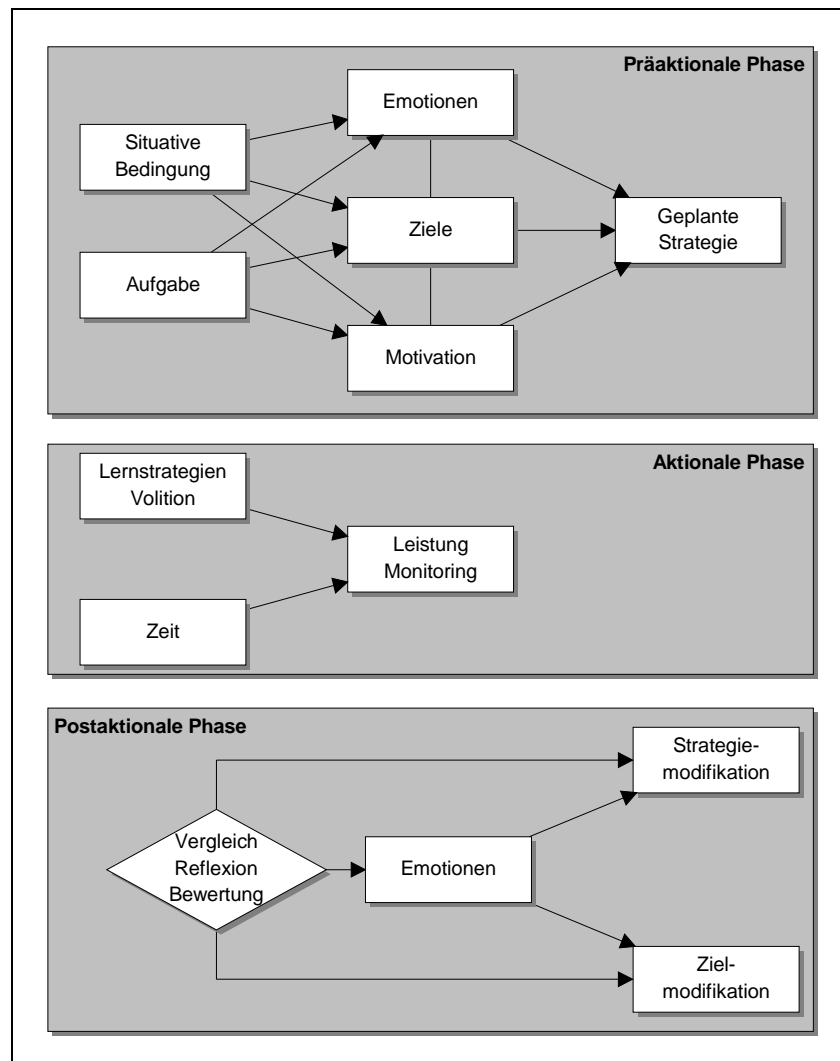 Präaktionale Phase
Emotionen
Situative
Bedingung
Ziele
Geplante
Strategie
Aufgabe
Motivation
Aktionale Phase
Lernstrategien
Volition
Leistung
Monitoring
Zeit
Postaktionale Phase
Strategie-
modifikation
Vergleich
Reflexion
Bewertung
Emotionen
Ziel-
modifikation